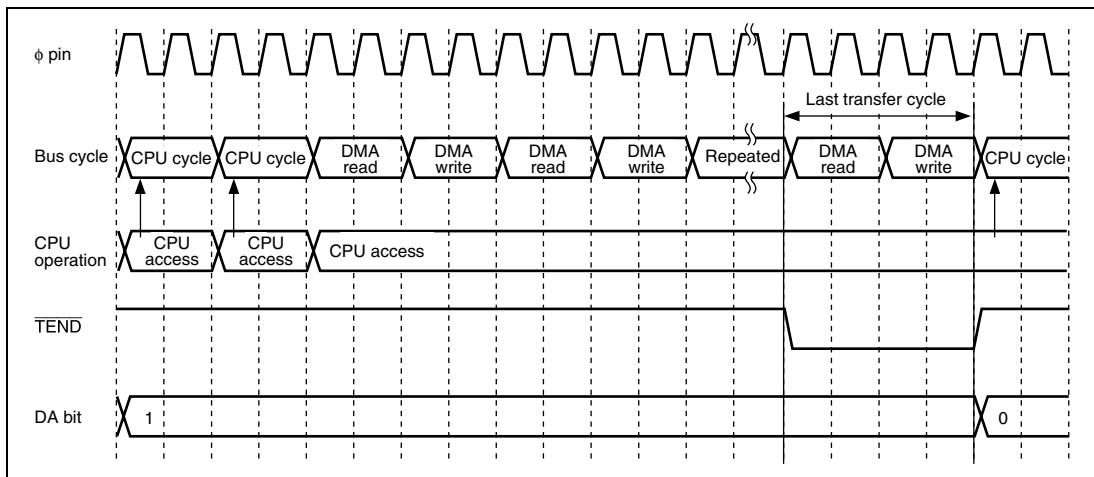 φ pin
Last transfer cycle
Bus cycle
CPU cycle
CPU cycle
DMA
read
DMA
write
DMA
read
DMA
write
Repeated
DMA
read
DMA
write
CPU cycle
CPU
operation
CPU
access
CPU
access
CPU access
TEND
DA bit
1
0